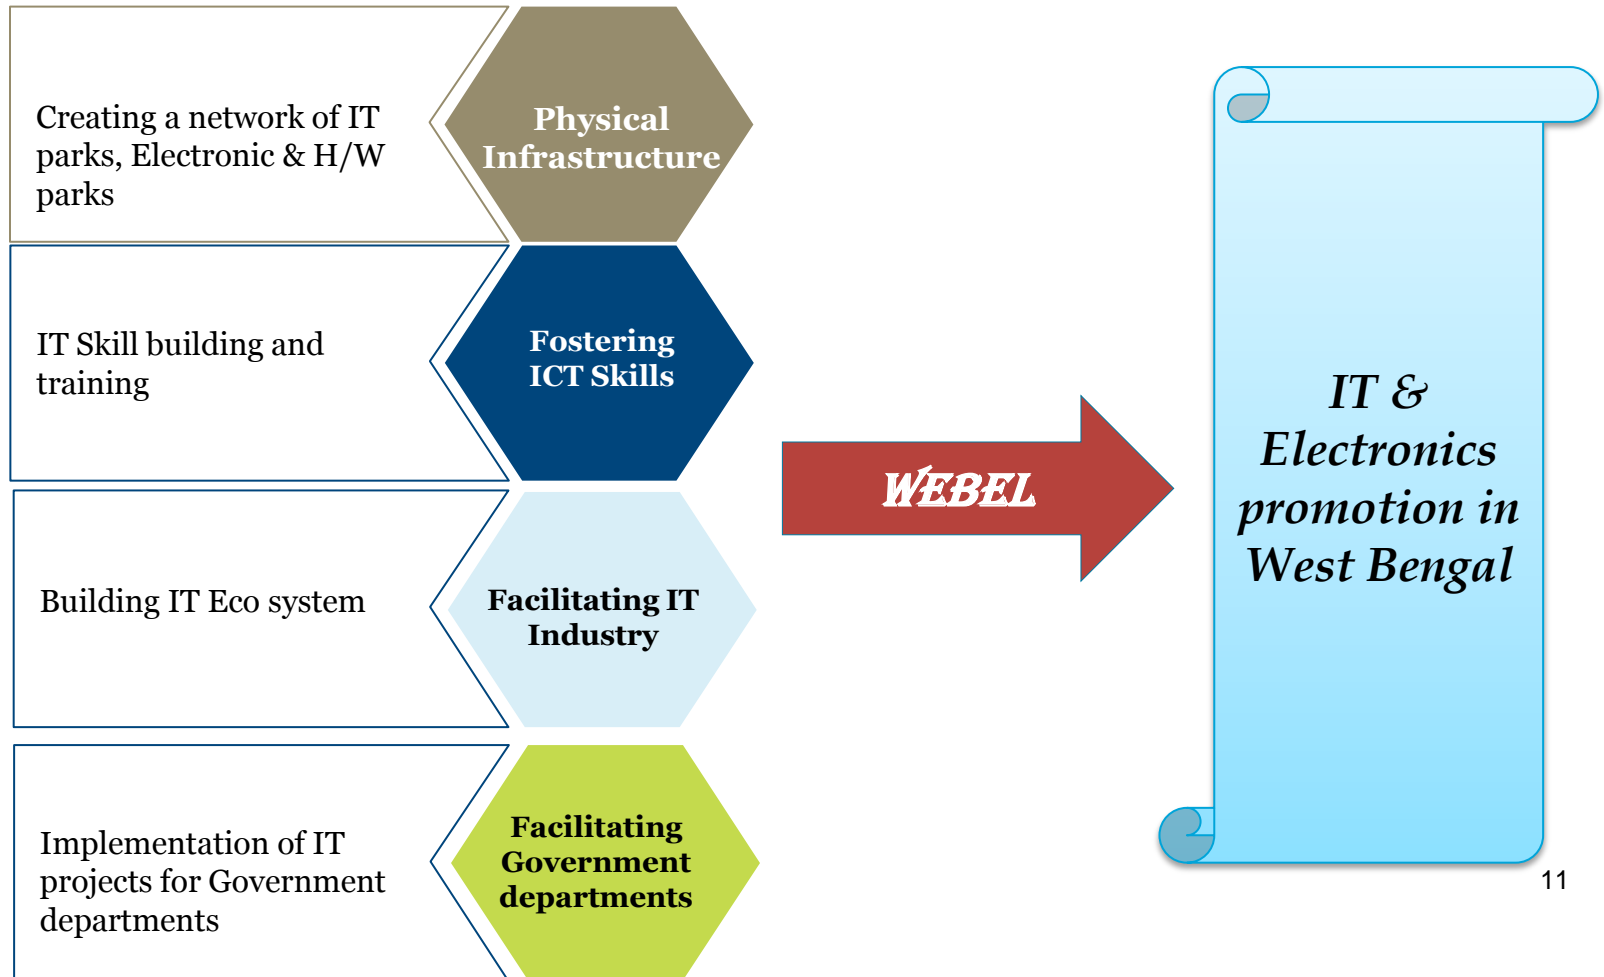 Creating a network of IT
parks, Electronic & H/W
parks
Physical
Infrastructure
IT Skill building and
training
Fostering
ICT Skills
Building IT Eco system
Facilitating IT
Industry
Implementation of IT
projects for Government
departments
Facilitating
Government
departments
WEBEL
IT &
Electronics
promotion in
West Bengal
11